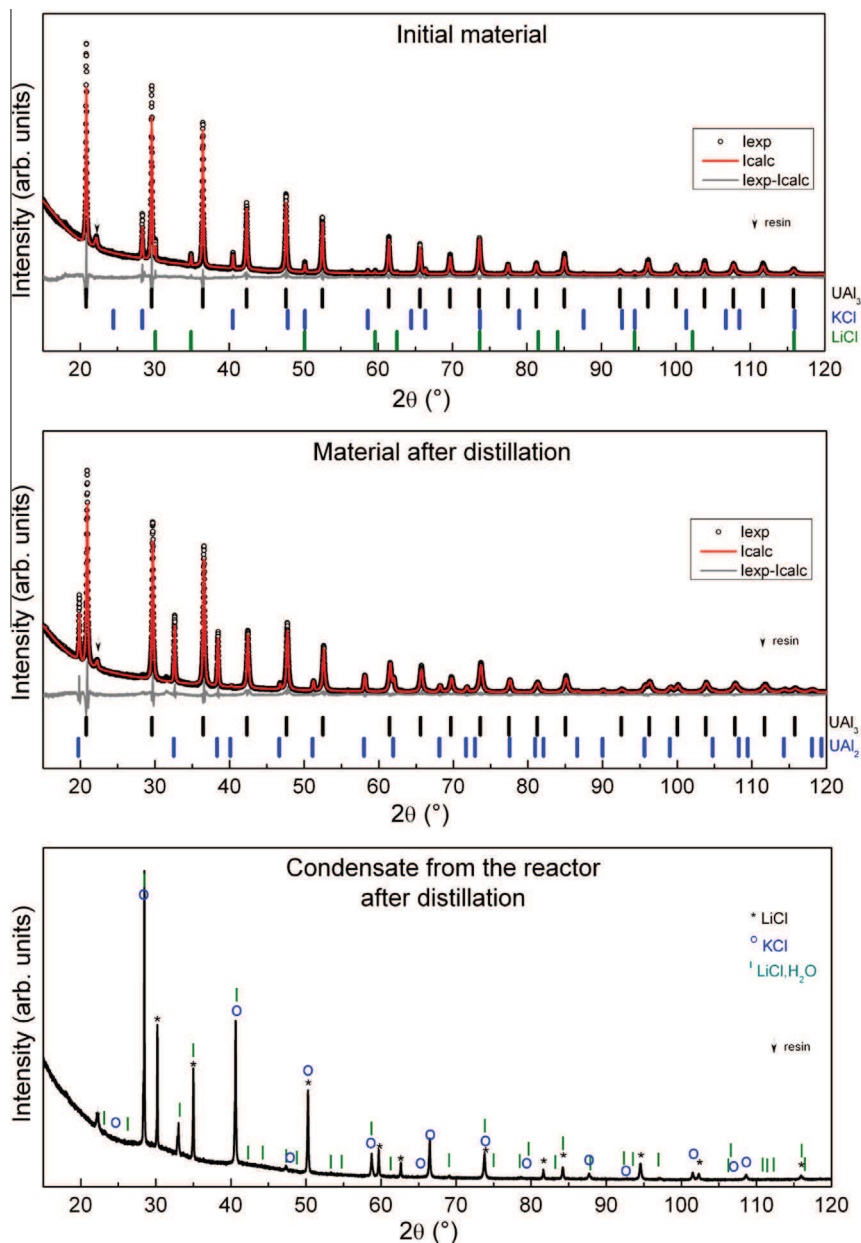 Initial material
Intensity (arb. units)
Iexp
Icalc
Iexp-Icalc
resin
UAl3
KCl
LiCl
20 30 40 50 60 70 80 90 100 110 120
2θ (°)
Material after distillation
Intensity (arb. units)
Iexp
Icalc
Iexp-Icalc
resin
UAl3
UAl2
20 30 40 50 60 70 80 90 100 110 120
2θ (°)
Condensate from the reactor
after distillation
Intensity (arb. units)
* LiCl
o KCl
ı LiCl,H2O
resin
20 30 40 50 60 70 80 90 100 110 120
2θ (°)